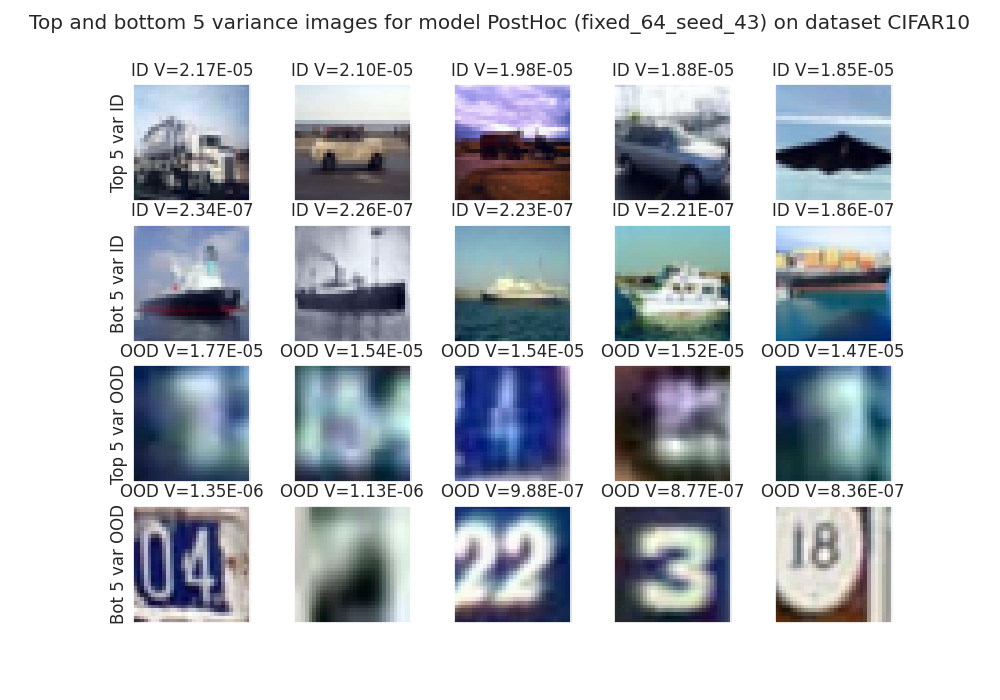 Top and bottom 5 variance images for model PostHoc (fixed_64_seed_43) on dataset CIFAR10
Top 5 var ID
ID V=2.17E-05
ID V=2.10E-05
ID V=1.98E-05
ID V=1.88E-05
ID V=1.85E-05
Bot 5 var ID
ID V=2.34E-07
ID V=2.26E-07
ID V=2.23E-07
ID V=2.21E-07
ID V=1.86E-07
Top 5 var OOD
OOD V=1.77E-05
OOD V=1.54E-05
OOD V=1.54E-05
OOD V=1.52E-05
OOD V=1.47E-05
Bot 5 var OOD
OOD V=1.35E-06
OOD V=1.13E-06
OOD V=9.88E-07
OOD V=8.77E-07
OOD V=8.36E-07
04
22
3
18